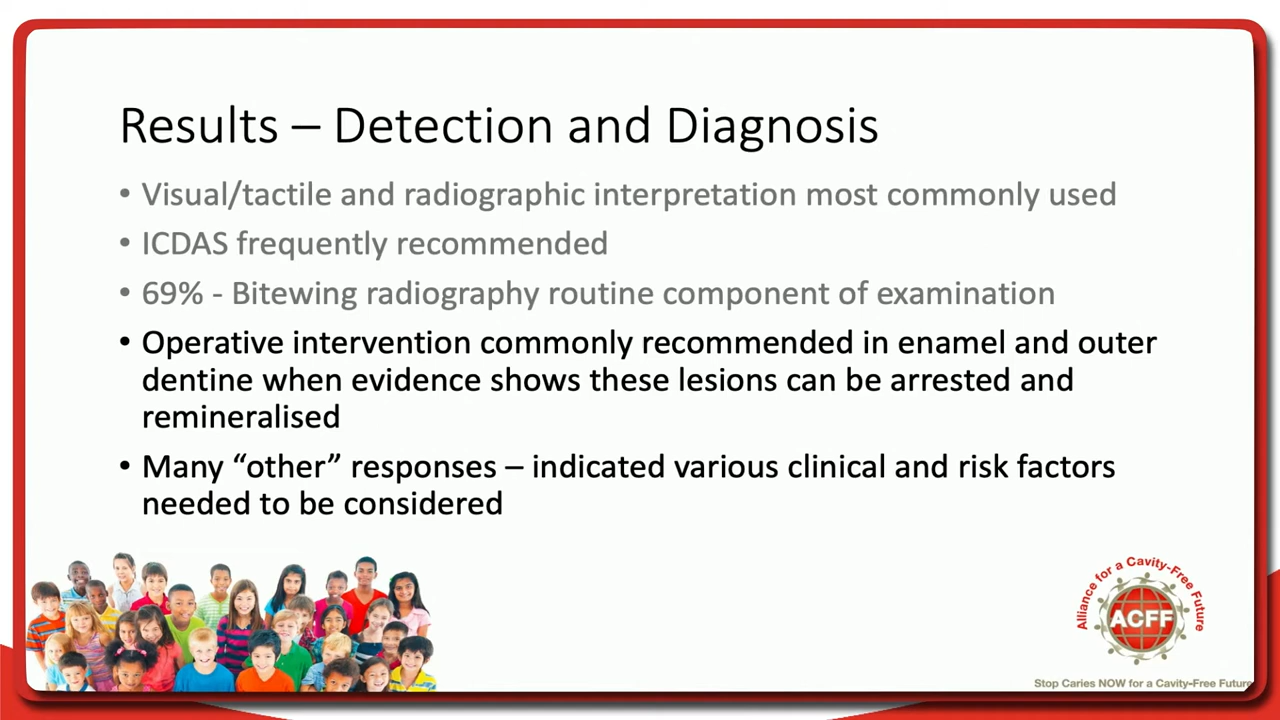 Results – Detection and Diagnosis
• Visual/tactile and radiographic interpretation most commonly used
• ICDAS frequently recommended
• 69% - Bitewing radiography routine component of examination
• Operative intervention commonly recommended in enamel and outer
dentine when evidence shows these lesions can be arrested and
remineralised
• Many “other” responses – indicated various clinical and risk factors
needed to be considered
Alliance for a Cavity-Free Future
ACFF
Stop Caries NOW for a Cavity-Free Future